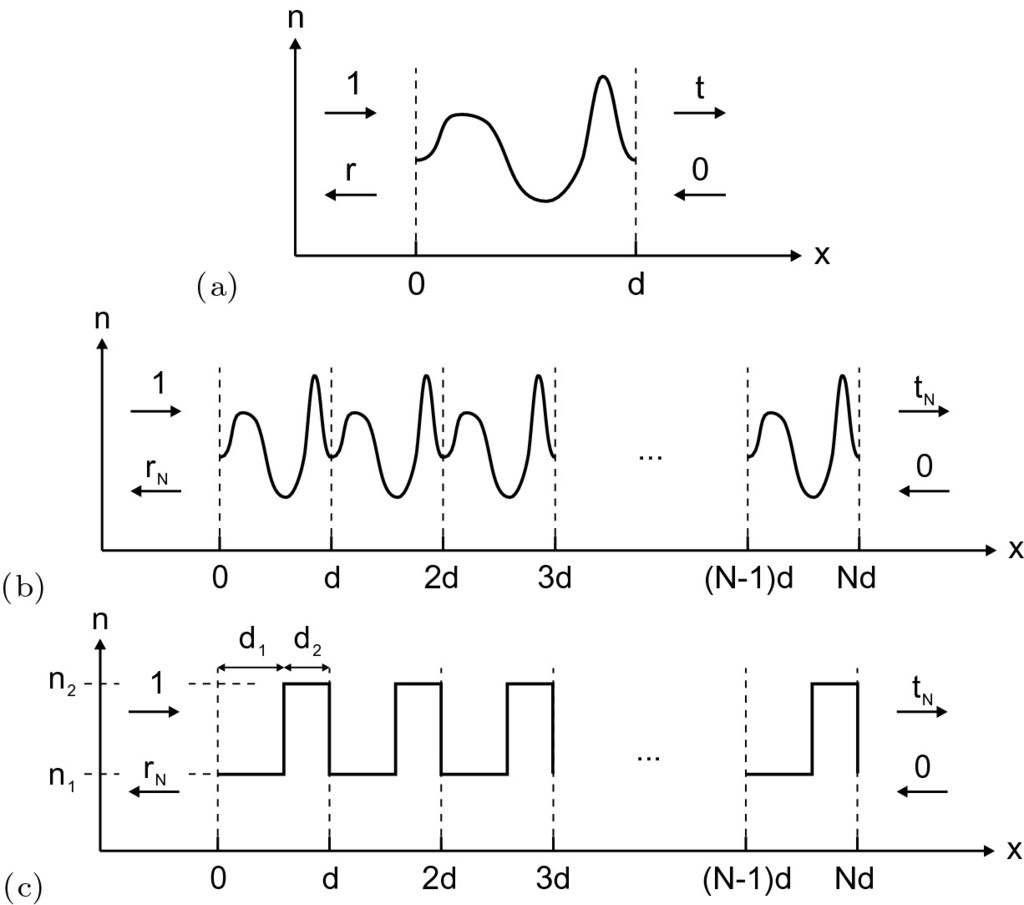 n
1 t
r 0
x
0 d
(a)
n
1 t_N
r_N ... 0
x
0 d 2d 3d (N-1)d Nd
(b)
n
d_1 d_2
n_2 1 t_N
n_1 r_N ... 0
x
0 d 2d 3d (N-1)d Nd
(c)